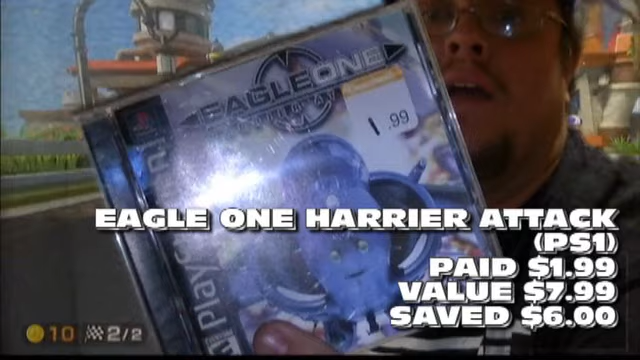 EAGLEONE
1.99
PlayS
EAGLE ONE HARRIER ATTACK
(PS1)
PAID $1.99
VALUE $7.99
SAVED $6.00
10 2/2